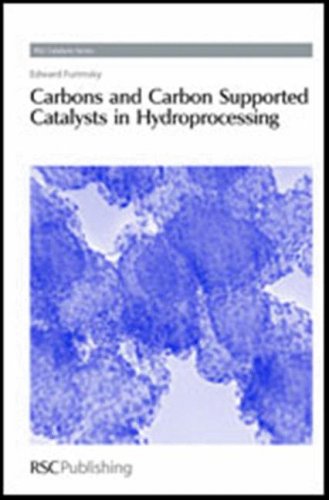 RSC Catalysis Series
Edward Furimsky
Carbons and Carbon Supported
Catalysts in Hydroprocessing
RSCPublishing